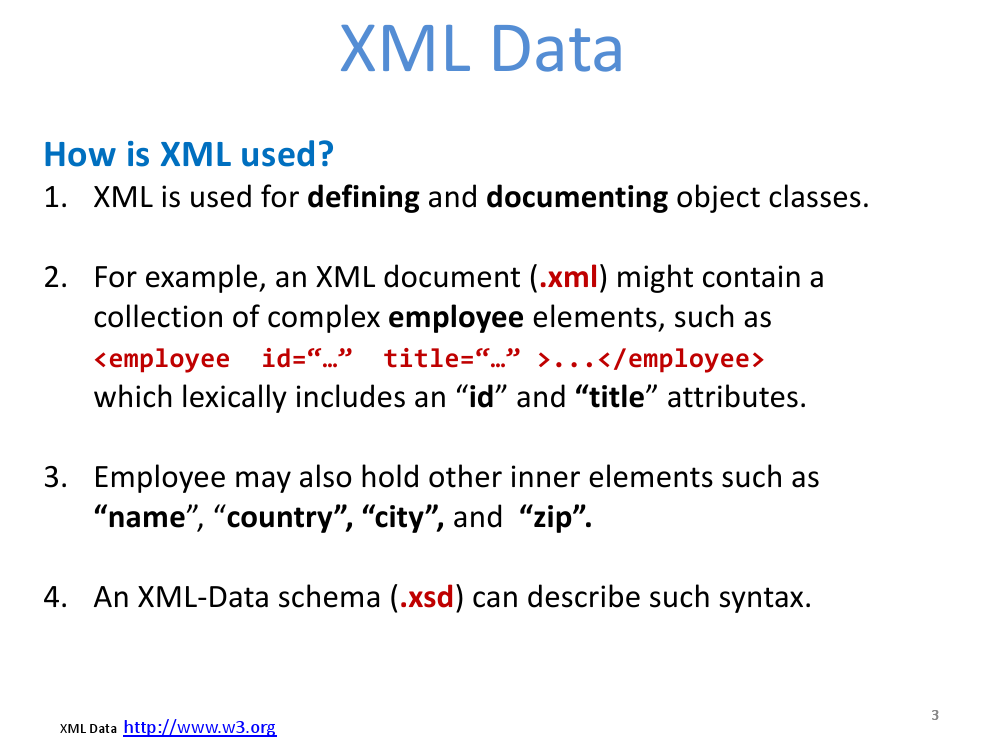 XML Data
How is XML used?
1. XML is used for defining and documenting object classes.
2. For example, an XML document (.xml) might contain a
collection of complex employee elements, such as
<employee  id=“…”  title=“…” >...</employee>
which lexically includes an “id” and “title” attributes.
3. Employee may also hold other inner elements such as
“name”, “country”, “city”, and “zip”.
4. An XML-Data schema (.xsd) can describe such syntax.
XML Data http://www.w3.org
3